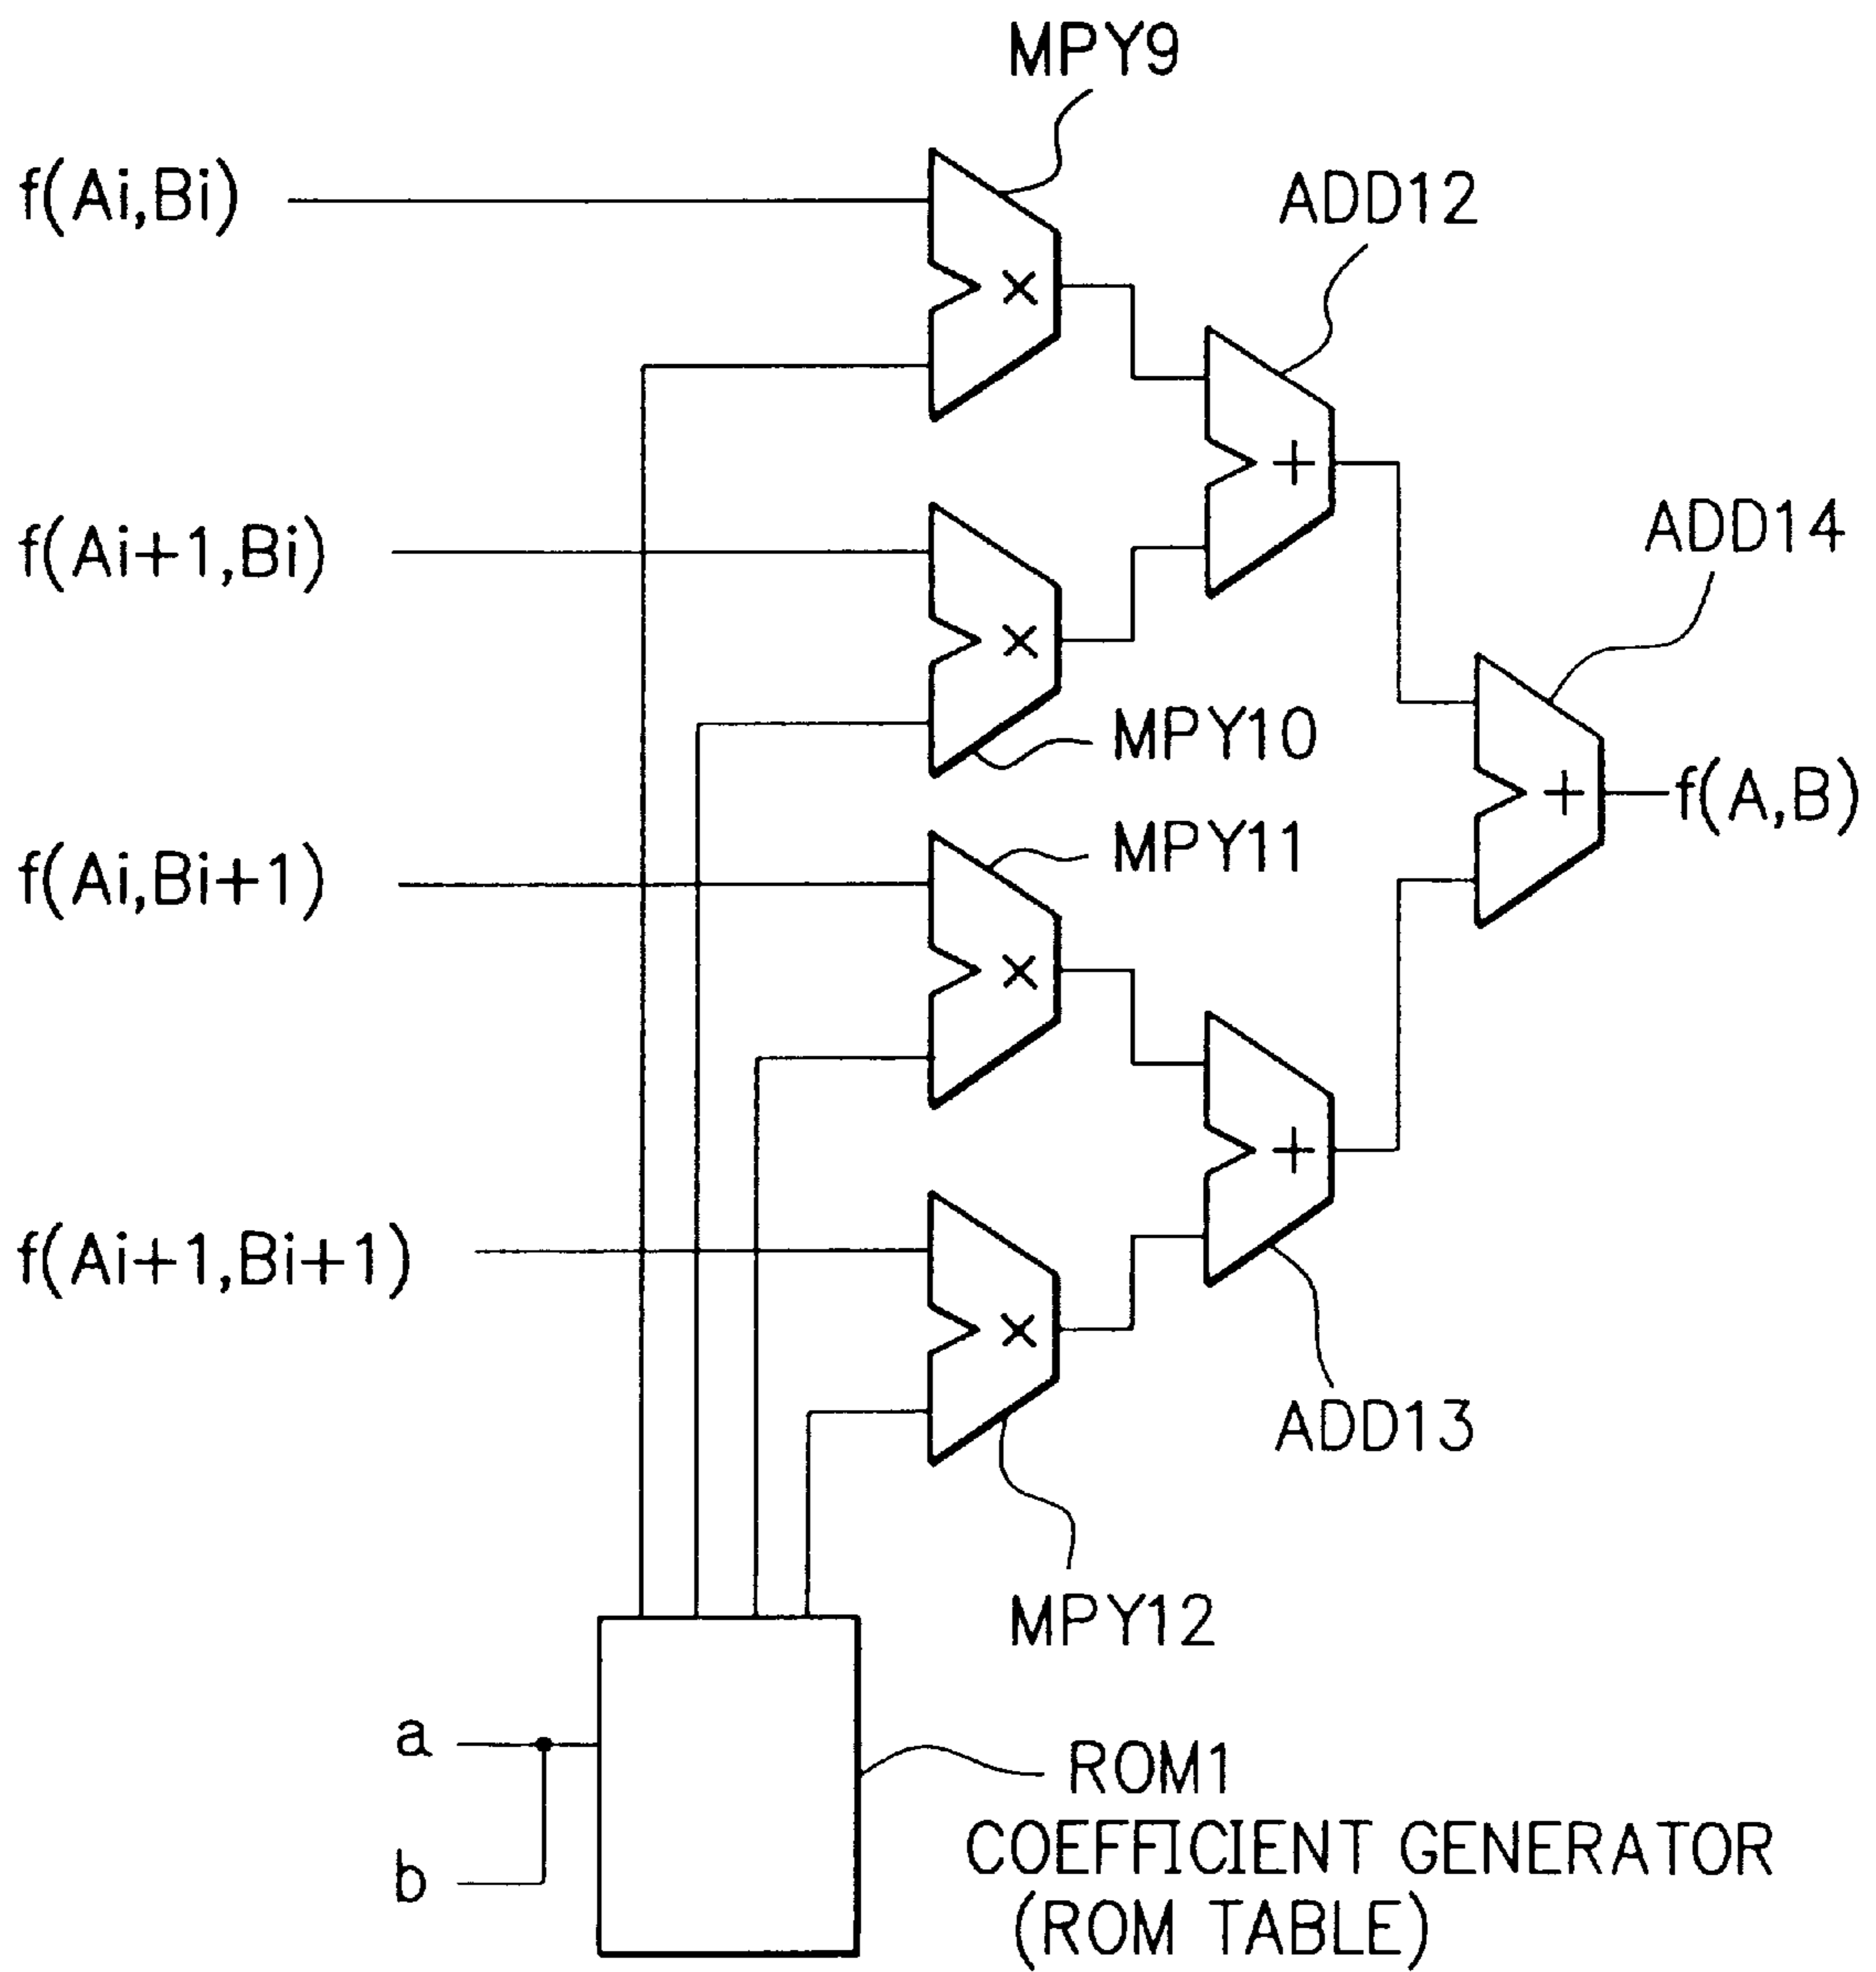 MPY9
f(Ai,Bi)
ADD12
×
+
f(Ai+1,Bi)
ADD14
×
MPY10
+
f(A,B)
MPY11
f(Ai,Bi+1)
×
+
f(Ai+1,Bi+1)
×
ADD13
MPY12
a
ROM1
COEFFICIENT GENERATOR
b
(ROM TABLE)